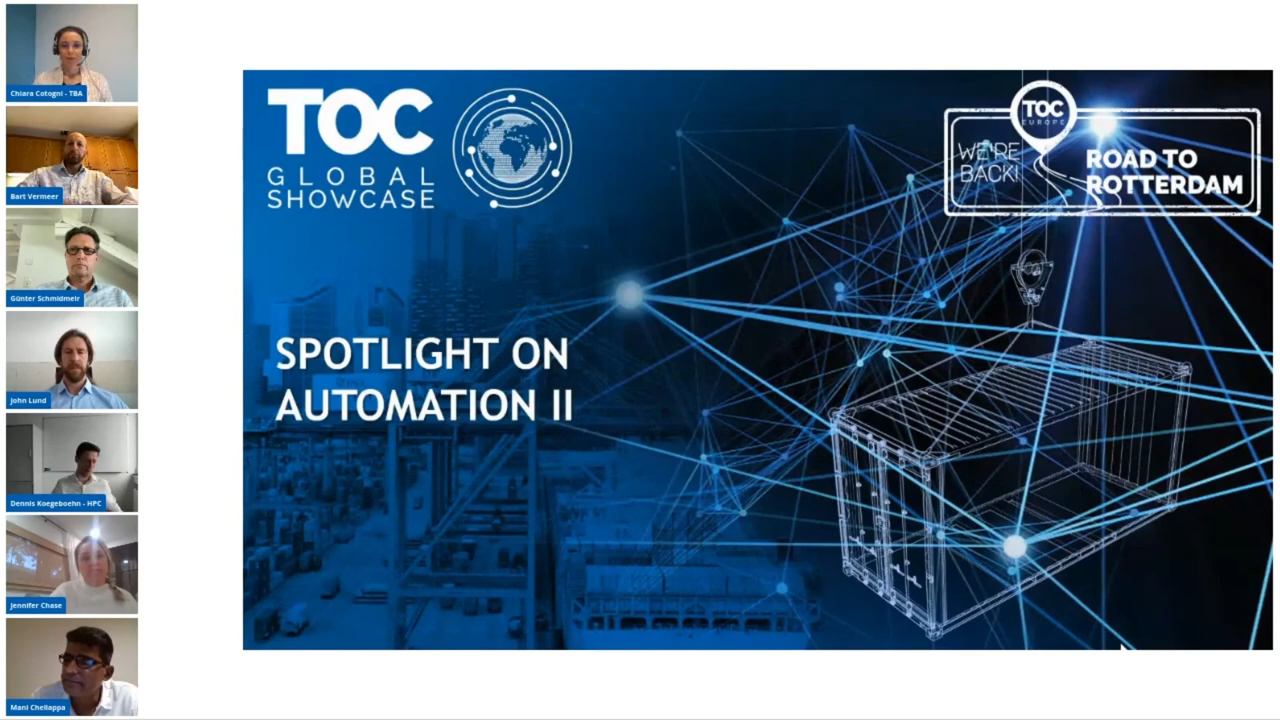 Chiara Cotogni - TBA
Bart Vermeer
Günter Schmidmeir
John Lund
Dennis Koegeboehn - HPC
Jennifer Chase
Mani Chellappa
TOC
GLOBAL
SHOWCASE
TOC
EUROPE
WE'RE
BACK!
ROAD TO
ROTTERDAM
SPOTLIGHT ON
AUTOMATION II